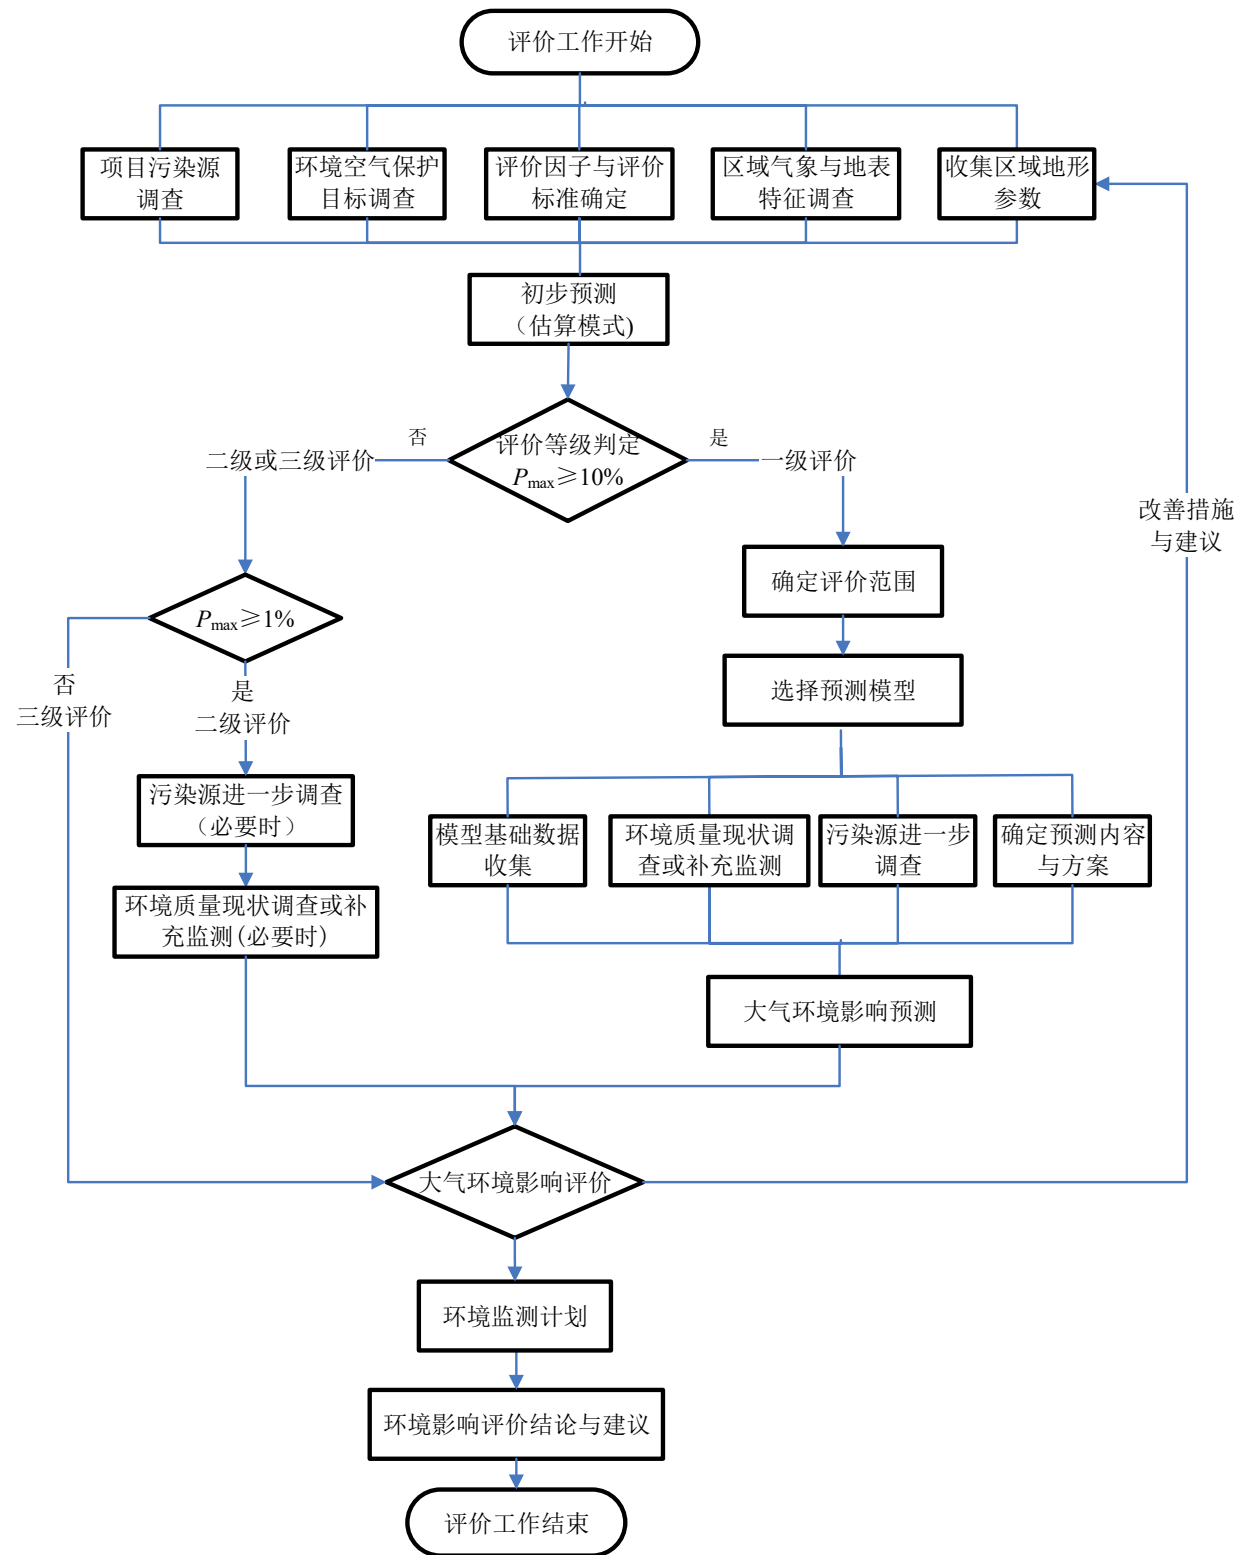 评价工作开始
项目污染源
调查
环境空气保护
目标调查
评价因子与评价
标准确定
区域气象与地表
特征调查
收集区域地形
参数
初步预测
（估算模式)
评价等级判定
Pmax≥10%
否
二级或三级评价
是
一级评价
改善措施
与建议
确定评价范围
Pmax≥1%
选择预测模型
否
三级评价
是
二级评价
污染源进一步调查
（必要时）
模型基础数据
收集
环境质量现状调
查或补充监测
污染源进一步
调查
确定预测内容
与方案
环境质量现状调查或补
充监测(必要时)
大气环境影响预测
大气环境影响评价
环境监测计划
环境影响评价结论与建议
评价工作结束